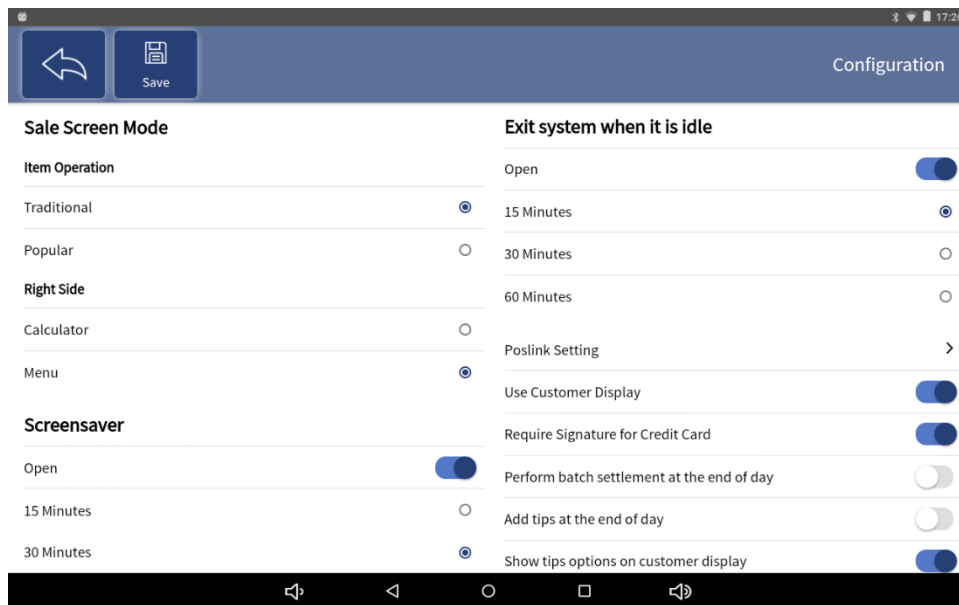 17:26
Save
Configuration
Sale Screen Mode
Item Operation
Traditional
Popular
Right Side
Calculator
Menu
Screensaver
Open
15 Minutes
30 Minutes
Exit system when it is idle
Open
15 Minutes
30 Minutes
60 Minutes
Poslink Setting
Use Customer Display
Require Signature for Credit Card
Perform batch settlement at the end of day
Add tips at the end of day
Show tips options on customer display